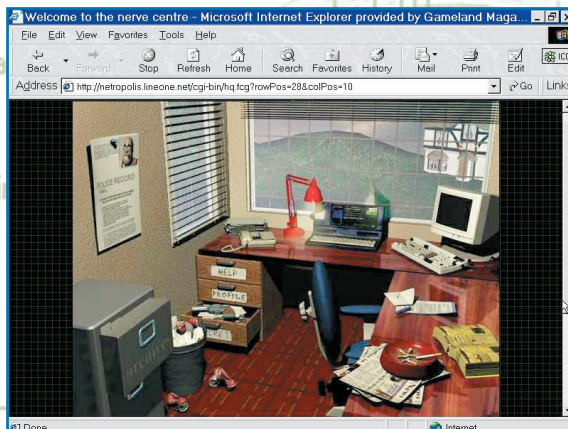 Welcome to the nerve centre - Microsoft Internet Explorer provided by Gameland Maga...
File Edit View Favorites Tools Help
Back Forward Stop Refresh Home Search Favorites History Mail Print Edit ICQ
Address http://netropolis.lineone.net/cgi-bin/hq.fcg?rowPos=28&colPos=10 Go Links
POLICE RECORD
HELP
PROFILE
archives
Done Internet